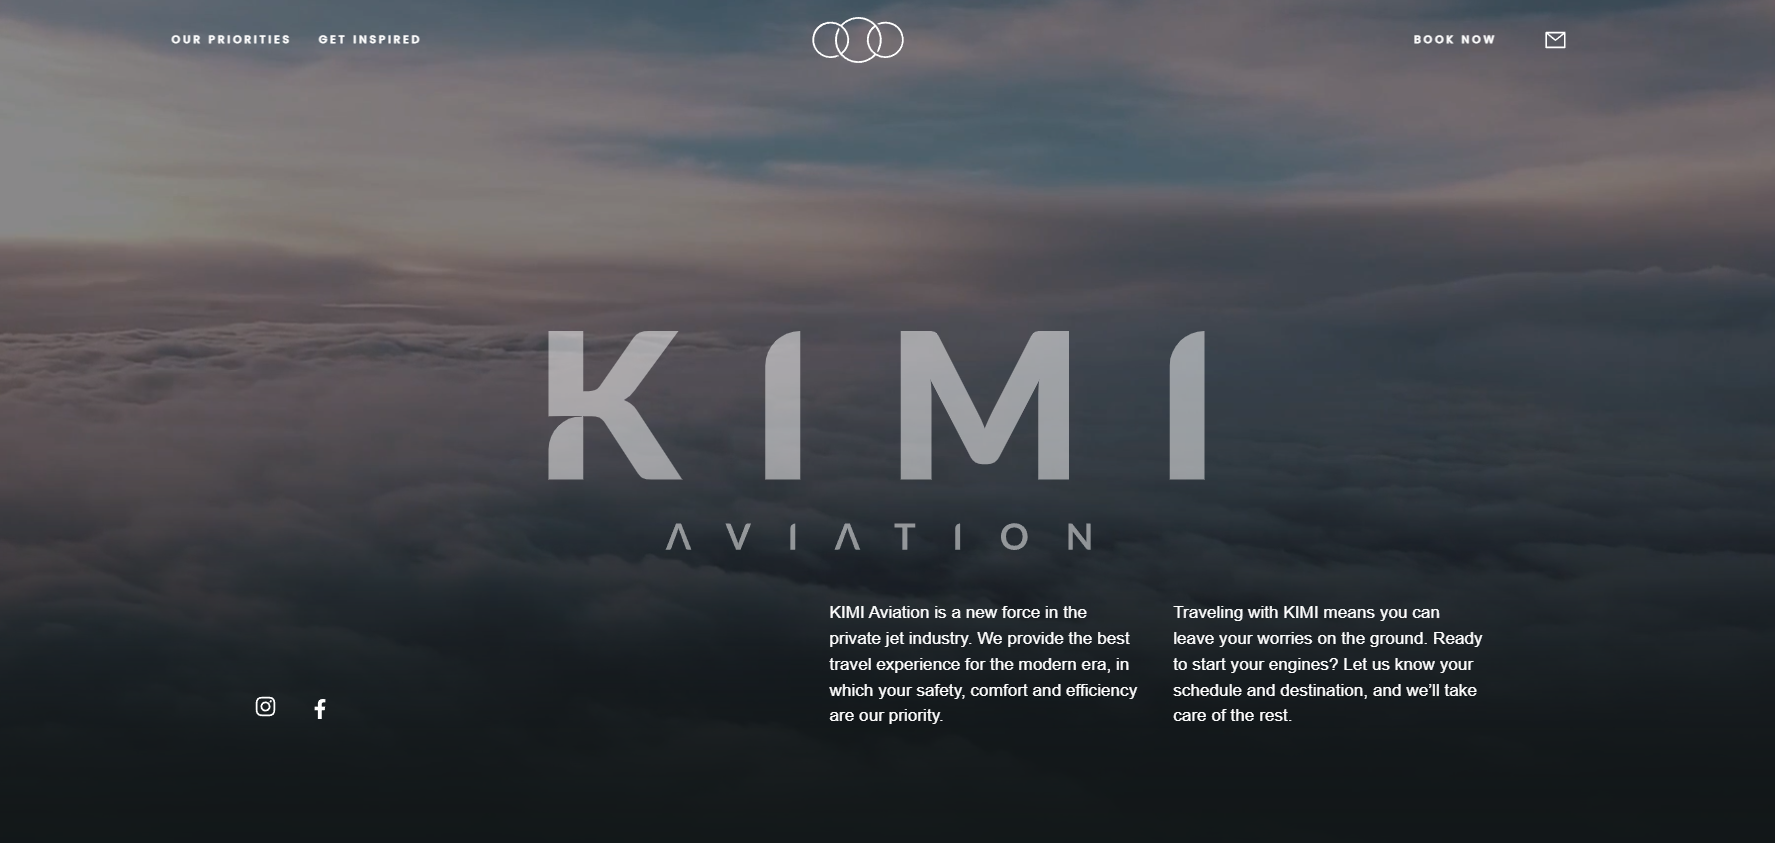 OUR PRIORITIES
GET INSPIRED
BOOK NOW
KIMI
AVIATION
KIMI Aviation is a new force in the
private jet industry. We provide the best
travel experience for the modern era, in
which your safety, comfort and efficiency
are our priority.
Traveling with KIMI means you can
leave your worries on the ground. Ready
to start your engines? Let us know your
schedule and destination, and we’ll take
care of the rest.